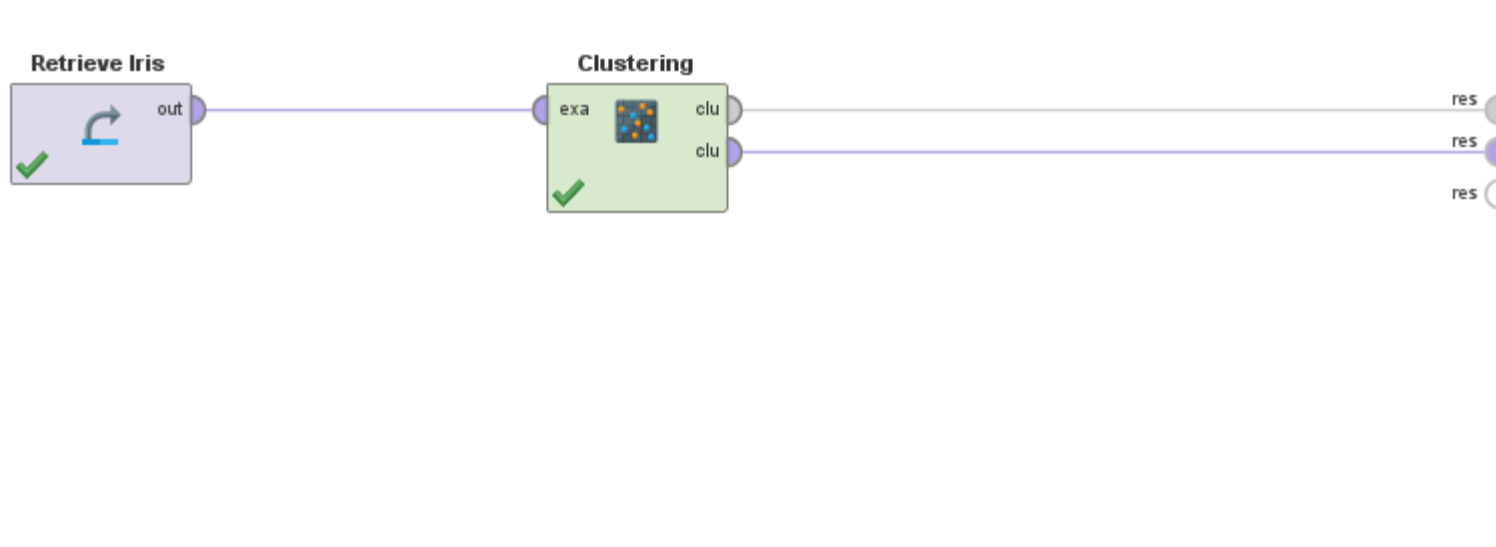 Retrieve Iris
out
Clustering
exa
clu
clu
res
res
res